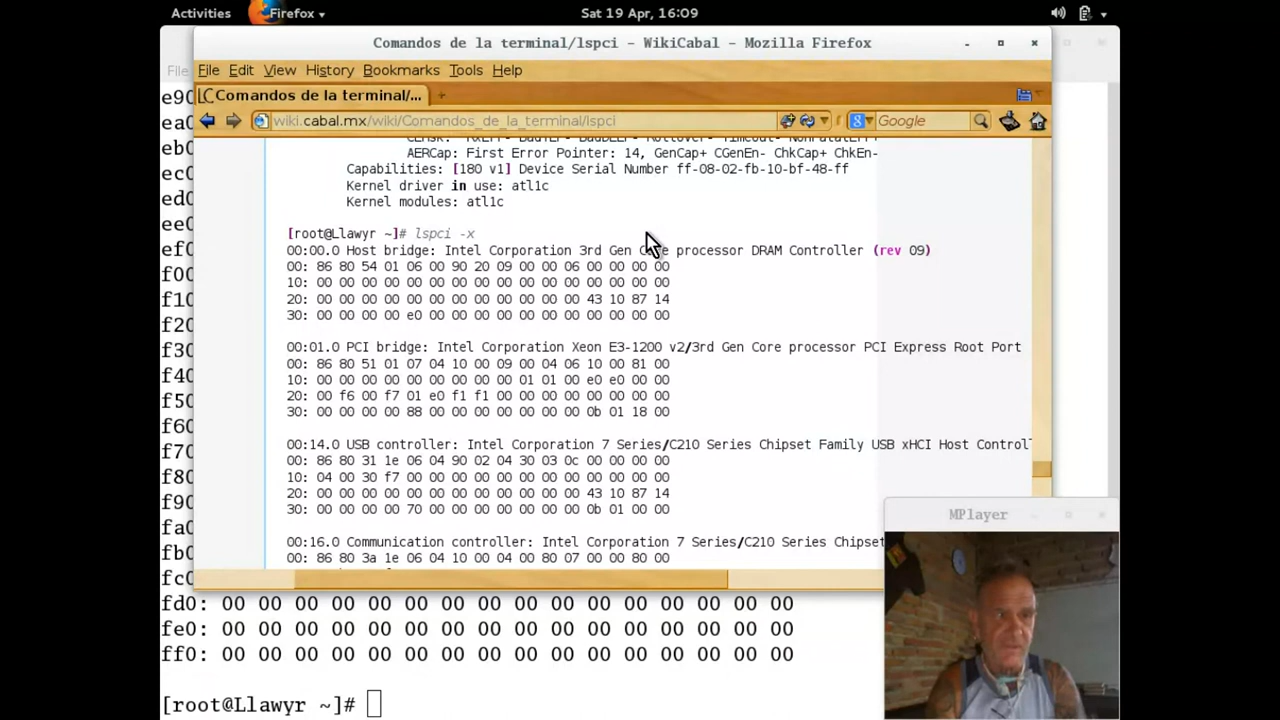 Activities Firefox Sat 19 Apr, 16:09
Comandos de la terminal/lspci - WikiCabal - Mozilla Firefox
File
File Edit View History Bookmarks Tools Help
Comandos de la terminal/...
wiki.cabal.mx/wiki/Comandos_de_la_terminal/lspci Google
AERCap: First Error Pointer: 14, GenCap+ CGenEn- ChkCap+ ChkEn-
Capabilities: [180 v1] Device Serial Number ff-08-02-fb-10-bf-48-ff
Kernel driver in use: atl1c
Kernel modules: atl1c
[root@Llawyr ~]# lspci -x
00:00.0 Host bridge: Intel Corporation 3rd Gen Core processor DRAM Controller (rev 09)
00: 86 80 54 01 06 00 90 20 09 00 00 06 00 00 00 00
10: 00 00 00 00 00 00 00 00 00 00 00 00 00 00 00 00
20: 00 00 00 00 00 00 00 00 00 00 00 00 43 10 87 14
30: 00 00 00 00 e0 00 00 00 00 00 00 00 00 00 00 00
00:01.0 PCI bridge: Intel Corporation Xeon E3-1200 v2/3rd Gen Core processor PCI Express Root Port
00: 86 80 51 01 07 04 10 00 09 00 04 06 10 00 81 00
10: 00 00 00 00 00 00 00 00 00 01 01 00 e0 e0 00 00
20: 00 f6 00 f7 01 e0 f1 f1 00 00 00 00 00 00 00 00
30: 00 00 00 00 88 00 00 00 00 00 00 00 0b 01 18 00
00:14.0 USB controller: Intel Corporation 7 Series/C210 Series Chipset Family USB xHCI Host Control
00: 86 80 31 1e 06 04 90 02 04 30 03 0c 00 00 00 00
10: 04 00 30 f7 00 00 00 00 00 00 00 00 00 00 00 00
20: 00 00 00 00 00 00 00 00 00 00 00 00 43 10 87 14
30: 00 00 00 00 70 00 00 00 00 00 00 00 0b 01 00 00
00:16.0 Communication controller: Intel Corporation 7 Series/C210 Series Chipset
00: 86 80 3a 1e 06 04 10 00 04 00 80 07 00 00 80 00
MPlayer
e90
ea0
eb0
ec0
ed0
ee0
ef0
f00
f10
f20
f30
f40
f50
f60
f70
f80
f90
fa0
fb0
fc0
fd0: 00 00 00 00 00 00 00 00 00 00 00 00 00 00 00 00
fe0: 00 00 00 00 00 00 00 00 00 00 00 00 00 00 00 00
ff0: 00 00 00 00 00 00 00 00 00 00 00 00 00 00 00 00
[root@Llawyr ~]#